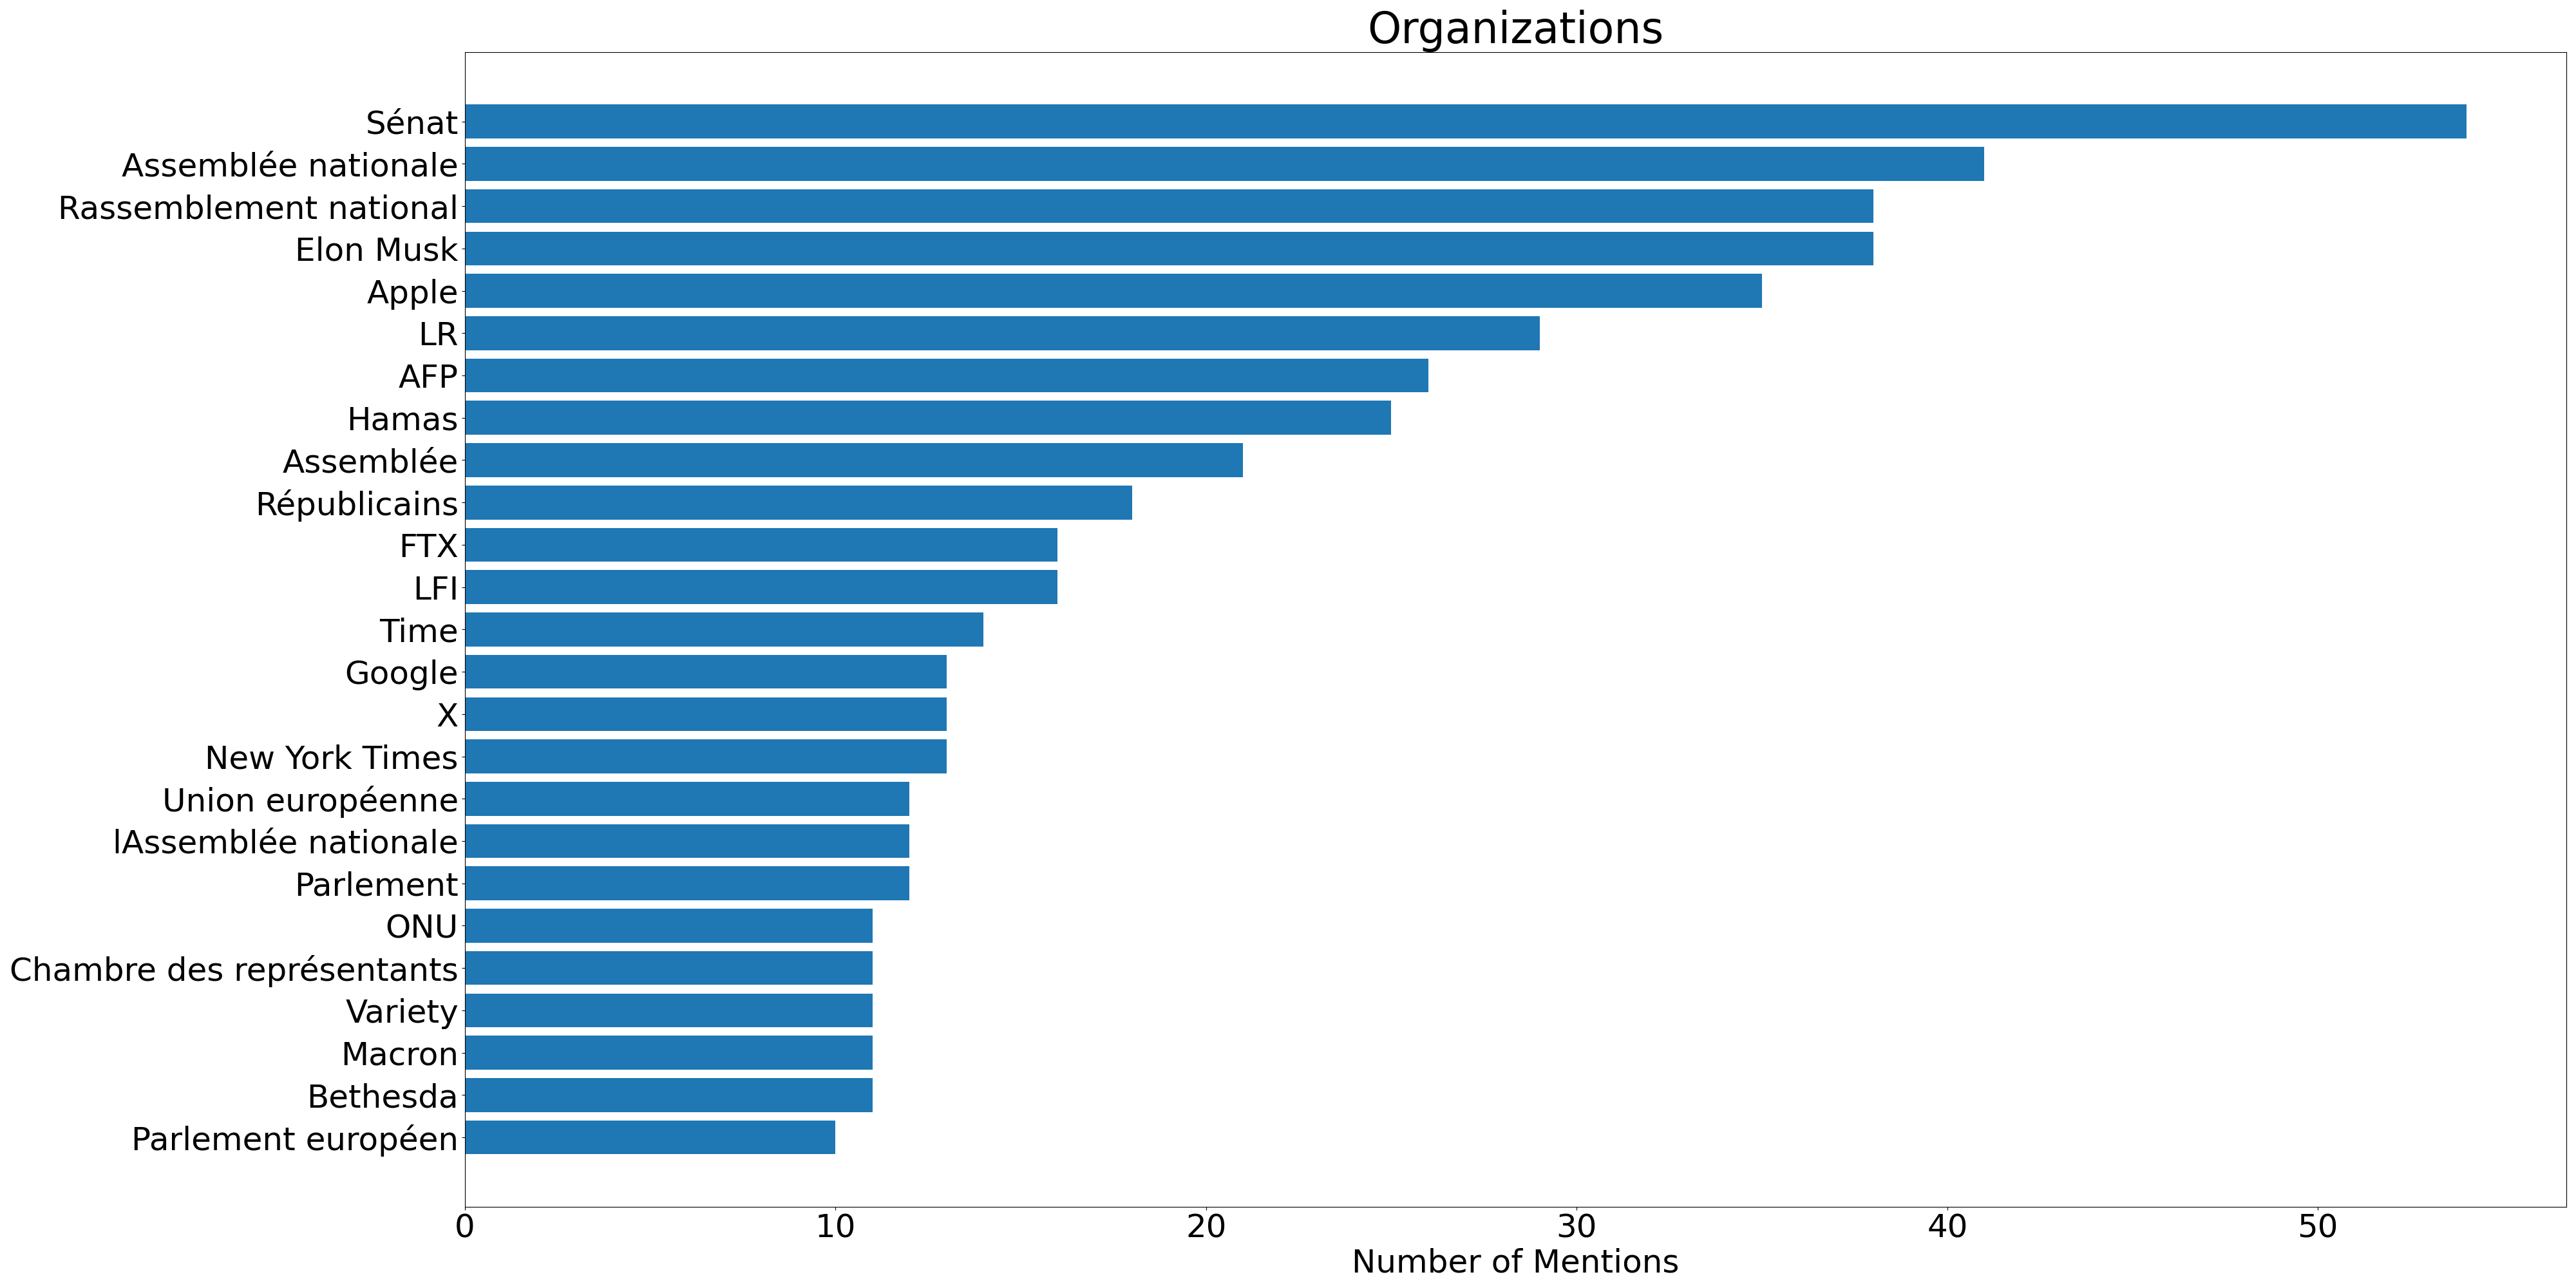 Organizations
Sénat
Assemblée nationale
Rassemblement national
Elon Musk
Apple
LR
AFP
Hamas
Assemblée
Républicains
FTX
LFI
Time
Google
X
New York Times
Union européenne
lAssemblée nationale
Parlement
ONU
Chambre des représentants
Variety
Macron
Bethesda
Parlement européen
0 10 20 30 40 50
Number of Mentions